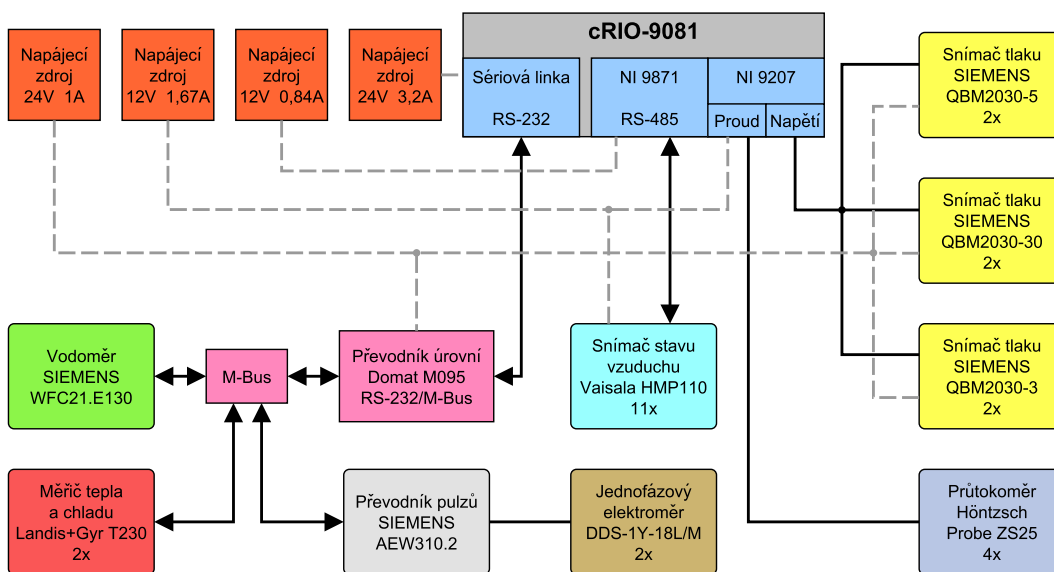 Napájecí
zdroj
24V 1A
Napájecí
zdroj
12V 1,67A
Napájecí
zdroj
12V 0,84A
Napájecí
zdroj
24V 3,2A
cRIO-9081
Sériová linka
RS-232
NI 9871
RS-485
NI 9207
Proud
Napětí
Snímač tlaku
SIEMENS
QBM2030-5
2x
Snímač tlaku
SIEMENS
QBM2030-30
2x
Snímač tlaku
SIEMENS
QBM2030-3
2x
Vodoměr
SIEMENS
WFC21.E130
M-Bus
Převodník úrovní
Domat M095
RS-232/M-Bus
Snímač stavu
vzuduchu
Vaisala HMP110
11x
Měřič tepla
a chladu
Landis+Gyr T230
2x
Převodník pulzů
SIEMENS
AEW310.2
Jednofázový
elektroměr
DDS-1Y-18L/M
2x
Průtokoměr
Höntzsch
Probe ZS25
4x